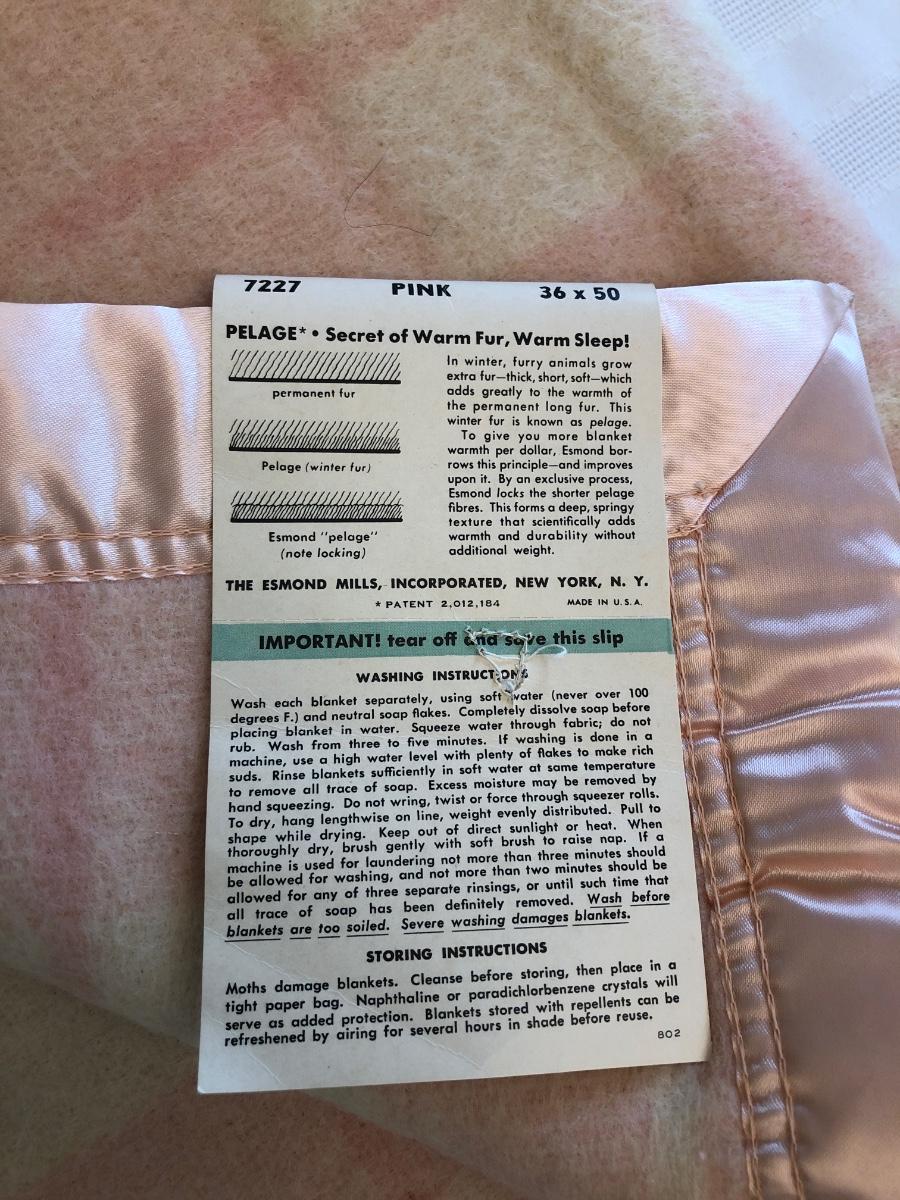 7227 PINK 36 x 50
PELAGE* • Secret of Warm Fur, Warm Sleep!
permanent fur
Pelage (winter fur)
Esmond "pelage"
(note locking)
In winter, furry animals grow
extra fur—thick, short, soft—which
adds greatly to the warmth of
the permanent long fur. This
winter fur is known as pelage.
To give you more blanket
warmth per dollar, Esmond bor-
rows this principle—and improves
upon it. By an exclusive process,
Esmond locks the shorter pelage
fibres. This forms a deep, springy
texture that scientifically adds
warmth and durability without
additional weight.
THE ESMOND MILLS, INCORPORATED, NEW YORK, N. Y.
* PATENT 2,012,184 MADE IN U.S.A.
IMPORTANT! tear off and save this slip
WASHING INSTRUCTIONS
Wash each blanket separately, using soft water (never over 100
degrees F.) and neutral soap flakes. Completely dissolve soap before
placing blanket in water. Squeeze water through fabric; do not
rub. Wash from three to five minutes. If washing is done in a
machine, use a high water level with plenty of flakes to make rich
suds. Rinse blankets sufficiently in soft water at same temperature
to remove all trace of soap. Excess moisture may be removed by
hand squeezing. Do not wring, twist or force through squeezer rolls.
To dry, hang lengthwise on line, weight evenly distributed. Pull to
shape while drying. Keep out of direct sunlight or heat. When
thoroughly dry, brush gently with soft brush to raise nap. If a
machine is used for laundering not more than three minutes should
be allowed for washing, and not more than two minutes should be
allowed for any of three separate rinsings, or until such time that
all trace of soap has been definitely removed. Wash before
blankets are too soiled. Severe washing damages blankets.
STORING INSTRUCTIONS
Moths damage blankets. Cleanse before storing, then place in a
tight paper bag. Naphthaline or paradichlorbenzene crystals will
serve as added protection. Blankets stored with repellents can be
refreshened by airing for several hours in shade before reuse.
802